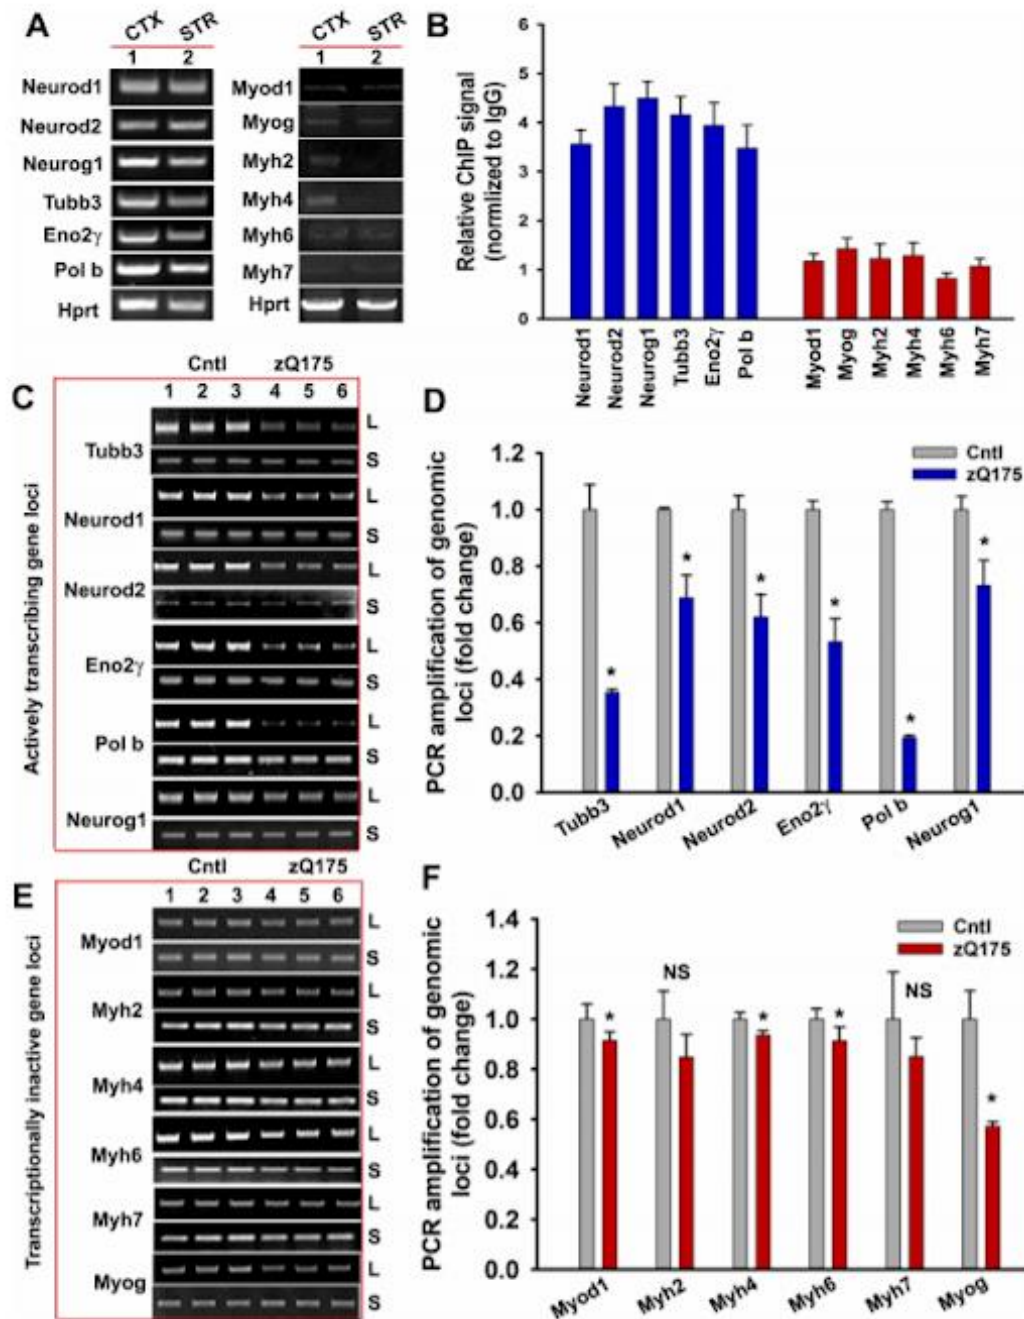 A
CTX STR
1 2
Neurod1
Neurod2
Neurog1
Tubb3
Eno2γ
Pol b
Hprt
CTX STR
1 2
Myod1
Myog
Myh2
Myh4
Myh6
Myh7
Hprt
B
Relative ChIP signal
(normlized to IgG)
6
5
4
3
2
1
0
Neurod1
Neurod2
Neurog1
Tubb3
Eno2γ
Pol b
Myod1
Myog
Myh2
Myh4
Myh6
Myh7
C
Cntl zQ175
1 2 3 4 5 6
Actively transcribing gene loci
Tubb3
L
S
Neurod1
L
S
Neurod2
L
S
Eno2γ
L
S
Pol b
L
S
Neurog1
L
S
D
PCR amplification of genomic
loci (fold change)
1.2
1.0
0.8
0.6
0.4
0.2
0.0
Cntl
zQ175
*
*
*
*
*
*
Tubb3
Neurod1
Neurod2
Eno2γ
Pol b
Neurog1
E
Cntl zQ175
1 2 3 4 5 6
Transcriptionally inactive gene loci
Myod1
L
S
Myh2
L
S
Myh4
L
S
Myh6
L
S
Myh7
L
S
Myog
L
S
F
PCR amplification of genomic
loci (fold change)
1.4
1.2
1.0
0.8
0.6
0.4
0.2
0.0
Cntl
zQ175
*
NS
*
*
NS
*
Myod1
Myh2
Myh4
Myh6
Myh7
Myog